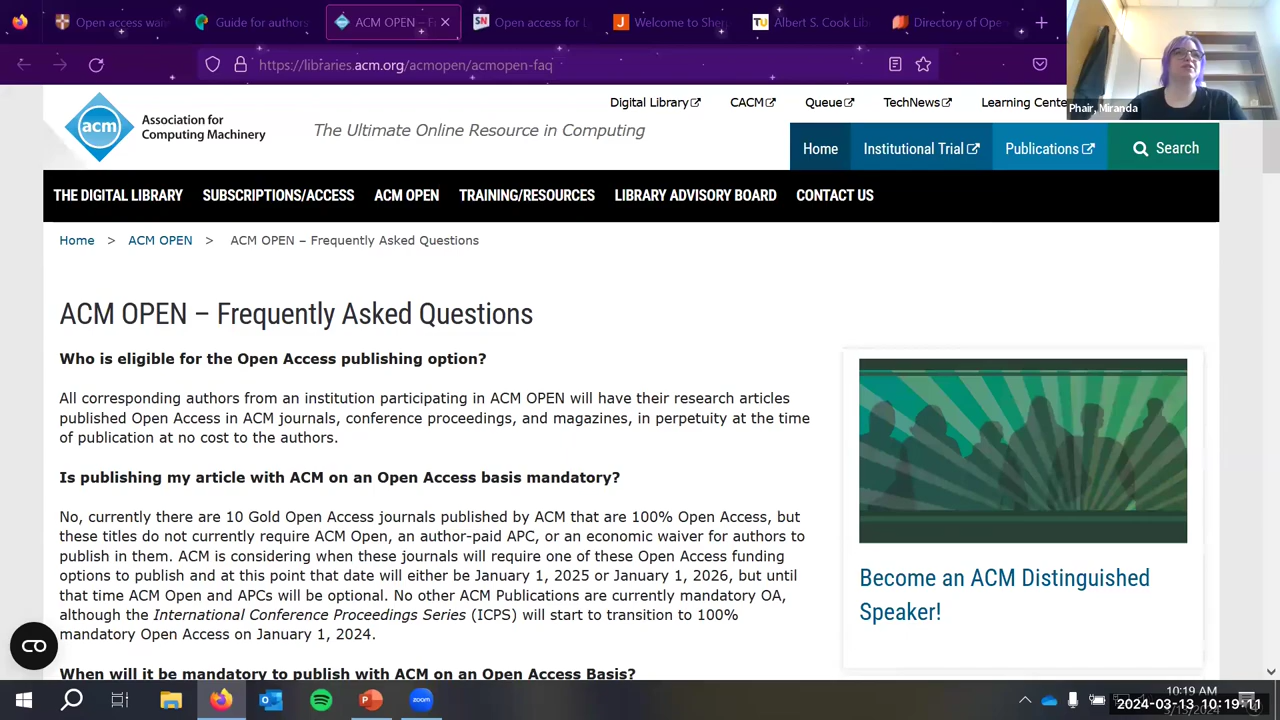 Open access wai
Guide for authors
ACM OPEN – F
Open access for
Welcome to She
Albert S. Cook Lib
Directory of Ope
https://libraries.acm.org/acmopen/acmopen-faq
Phair, Miranda
acm
Association for
Computing Machinery
The Ultimate Online Resource in Computing
Digital Library
CACM
Queue
TechNews
Learning Cente
Home
Institutional Trial
Publications
Search
THE DIGITAL LIBRARY
SUBSCRIPTIONS/ACCESS
ACM OPEN
TRAINING/RESOURCES
LIBRARY ADVISORY BOARD
CONTACT US
Home > ACM OPEN > ACM OPEN – Frequently Asked Questions
ACM OPEN – Frequently Asked Questions
Who is eligible for the Open Access publishing option?
All corresponding authors from an institution participating in ACM OPEN will have their research articles
published Open Access in ACM journals, conference proceedings, and magazines, in perpetuity at the time
of publication at no cost to the authors.
Is publishing my article with ACM on an Open Access basis mandatory?
No, currently there are 10 Gold Open Access journals published by ACM that are 100% Open Access, but
these titles do not currently require ACM Open, an author-paid APC, or an economic waiver for authors to
publish in them. ACM is considering when these journals will require one of these Open Access funding
options to publish and at this point that date will either be January 1, 2025 or January 1, 2026, but until
that time ACM Open and APCs will be optional. No other ACM Publications are currently mandatory OA,
although the International Conference Proceedings Series (ICPS) will start to transition to 100%
mandatory Open Access on January 1, 2024.
When will it be mandatory to publish with ACM on an Open Access Basis?
Become an ACM Distinguished
Speaker!
zoom
10:19 AM
2024-03-13 10:19:11